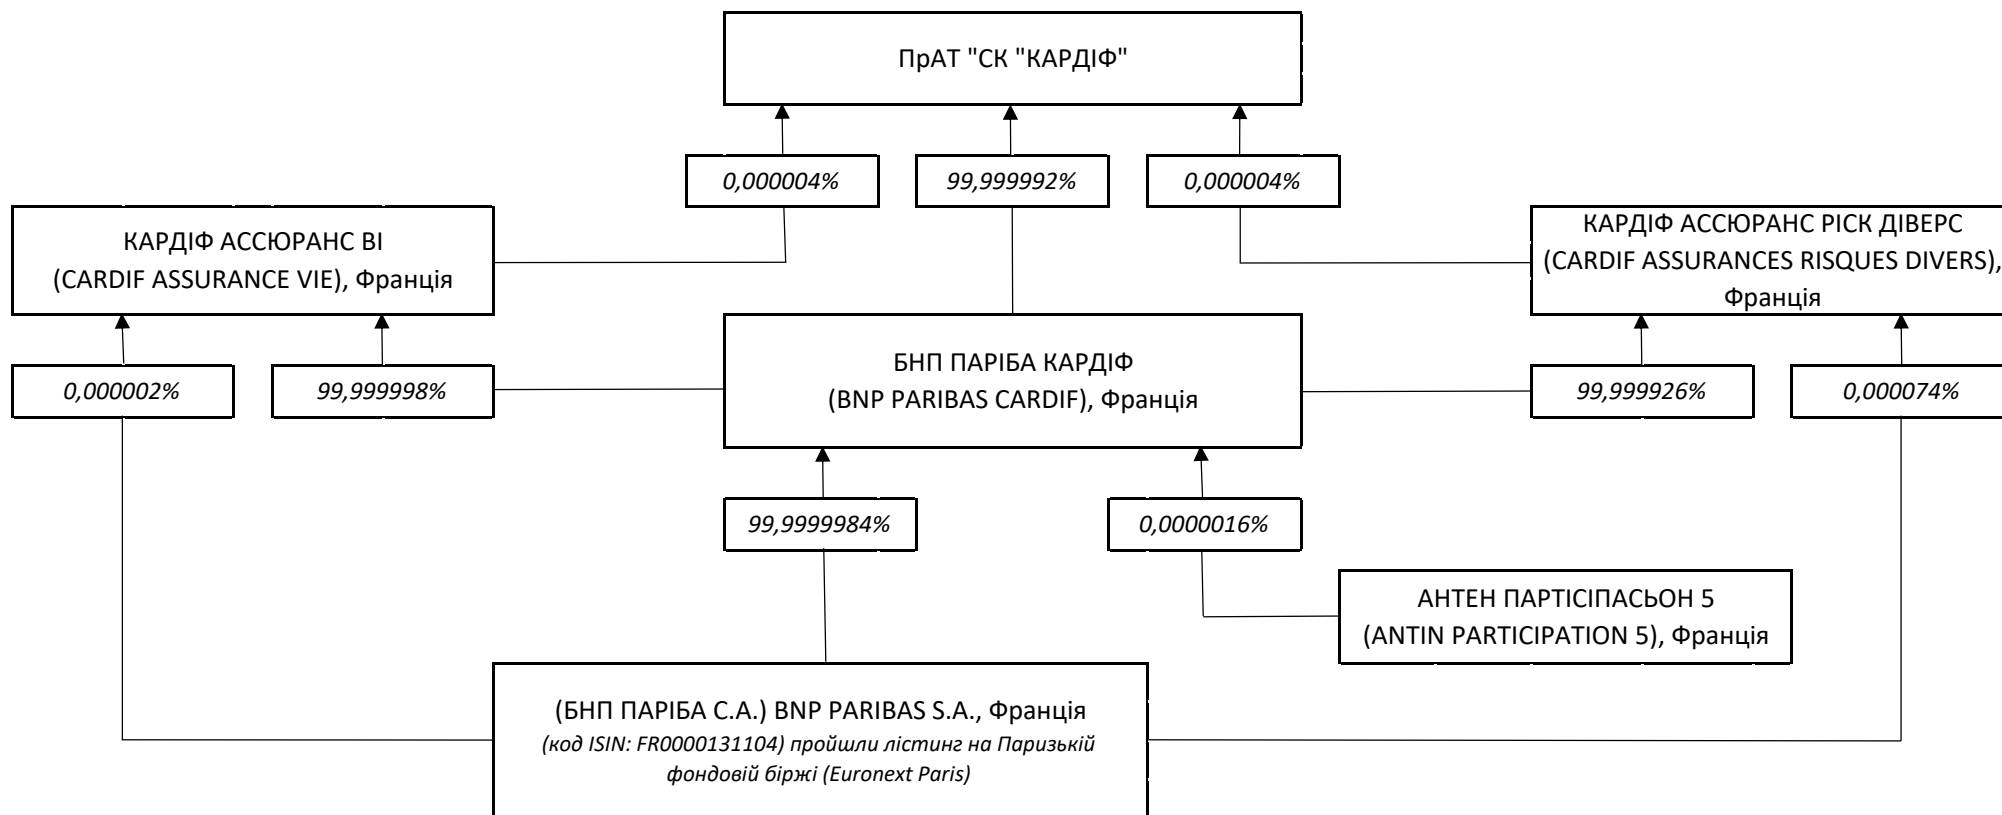 ПрАТ "СК "КАРДІФ"
0,000004%
99,999992%
0,000004%
КАРДІФ АССЮРАНС ВІ
(CARDIF ASSURANCE VIE), Франція
КАРДІФ АССЮРАНС РІСК ДІВЕРС
(CARDIF ASSURANCES RISQUES DIVERS),
Франція
0,000002%
99,999998%
БНП ПАРІБА КАРДІФ
(BNP PARIBAS CARDIF), Франція
99,999926%
0,000074%
99,9999984%
0,0000016%
АНТЕН ПАРТІСІПАСЬОН 5
(ANTIN PARTICIPATION 5), Франція
(БНП ПАРІБА С.А.) BNP PARIBAS S.A., Франція
(код ISIN: FR0000131104) пройшли лістинг на Паризькій
фондовій біржі (Euronext Paris)